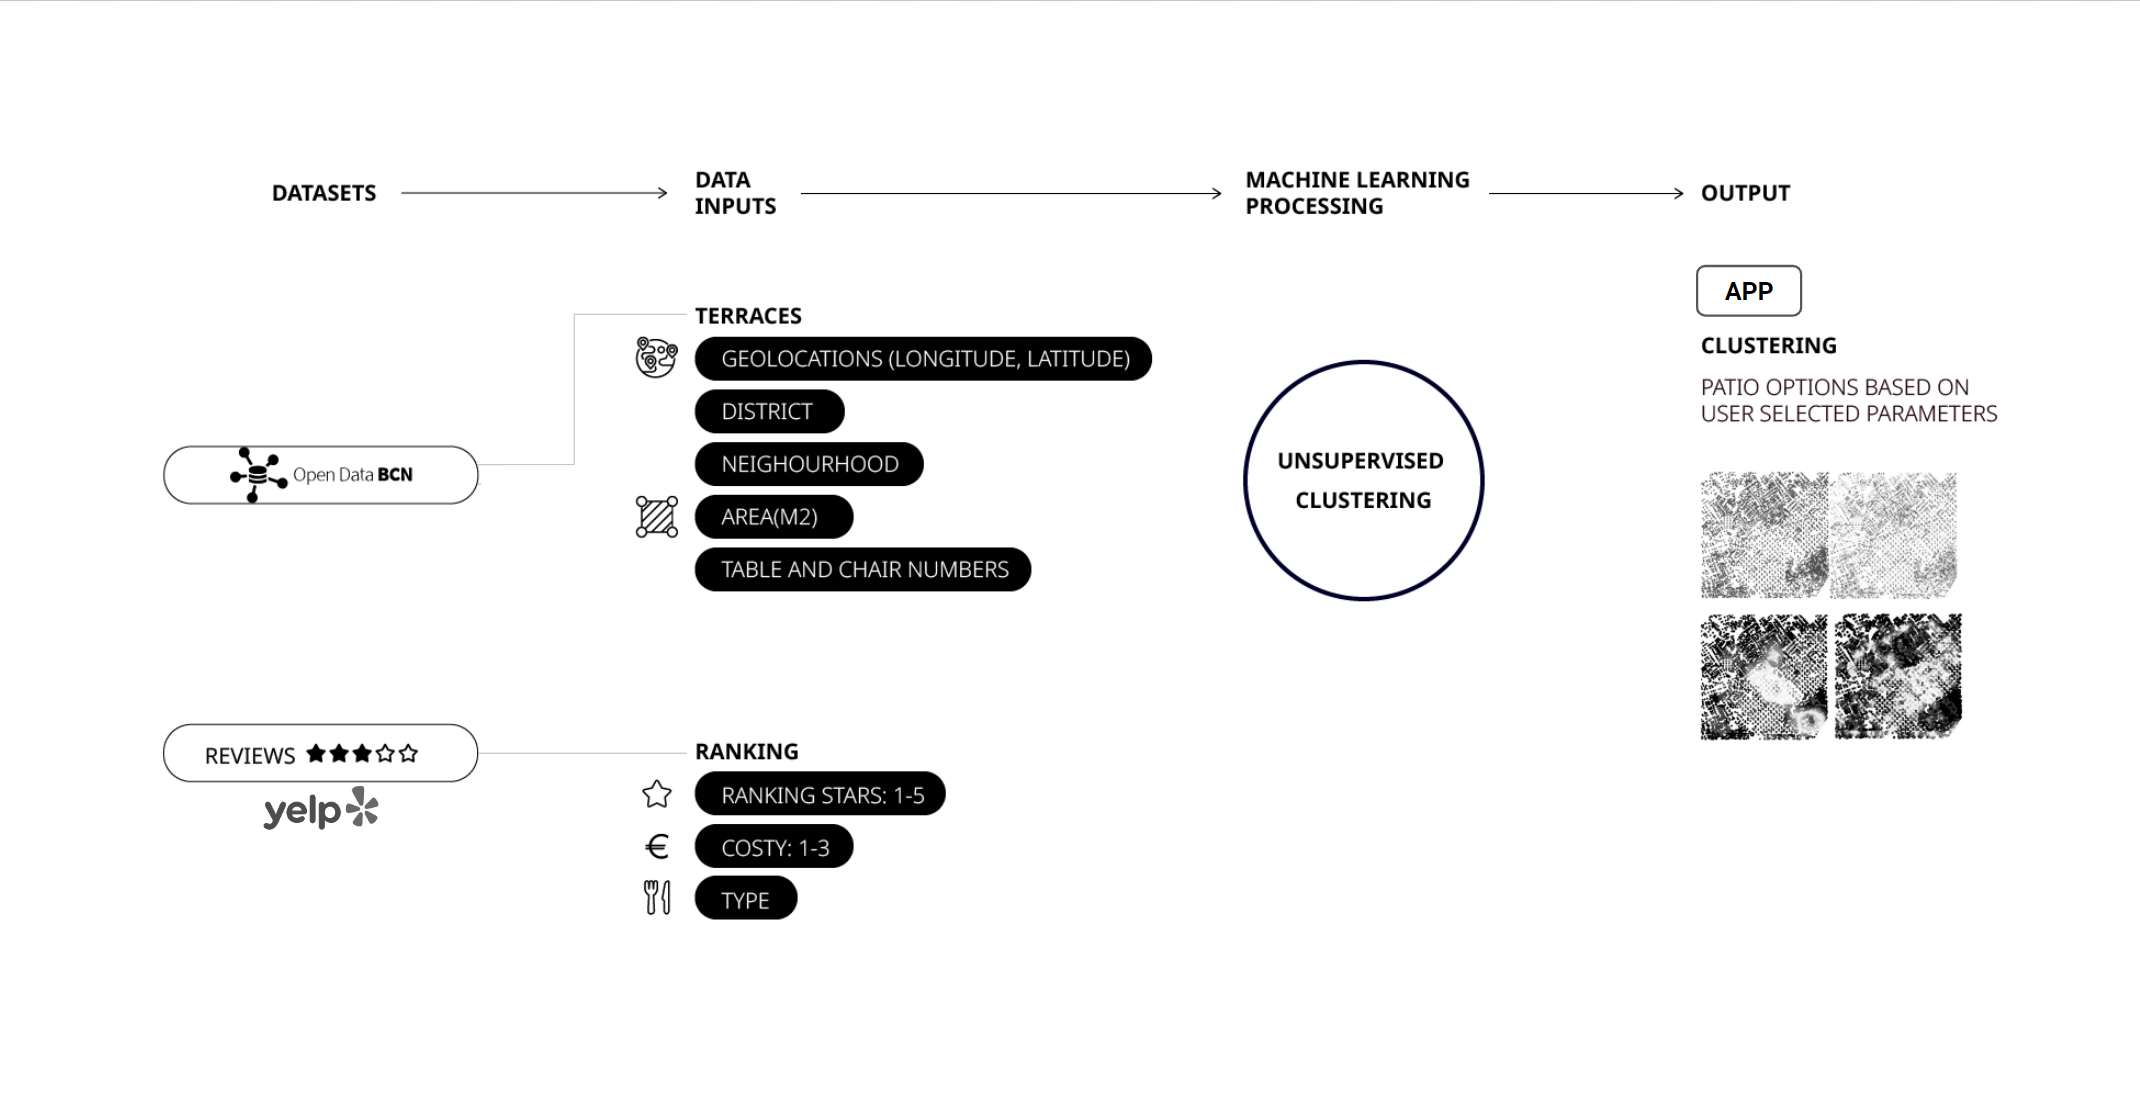 DATASETS
DATA
INPUTS
MACHINE LEARNING
PROCESSING
OUTPUT
APP
CLUSTERING
PATIO OPTIONS BASED ON
USER SELECTED PARAMETERS
TERRACES
GEOLOCATIONS (LONGITUDE, LATITUDE)
DISTRICT
NEIGHOURHOOD
AREA(M2)
TABLE AND CHAIR NUMBERS
Open Data BCN
UNSUPERVISED
CLUSTERING
REVIEWS
yelp
RANKING
RANKING STARS: 1-5
€ COSTY: 1-3
TYPE